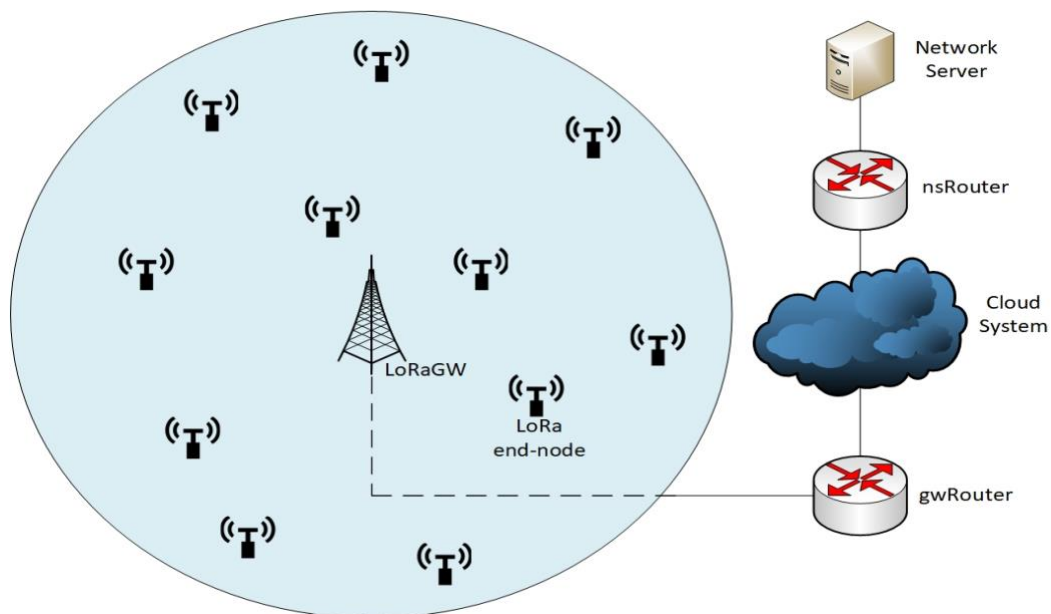 Network
Server
nsRouter
Cloud
System
LoRaGW
LoRa
end-node
gwRouter